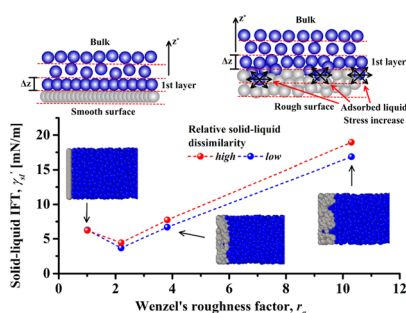 Bulk
z*
Δz
1st layer
Smooth surface
z*
Bulk
Δz
1st layer
Rough surface
Adsorbed liquid
Stress increase
Relative solid-liquid
dissimilarity
high
low
Solid-liquid IFT, γsl' [mN/m]
25
20
15
10
5
0
0
2
4
6
8
10
12
Wenzel's roughness factor, r